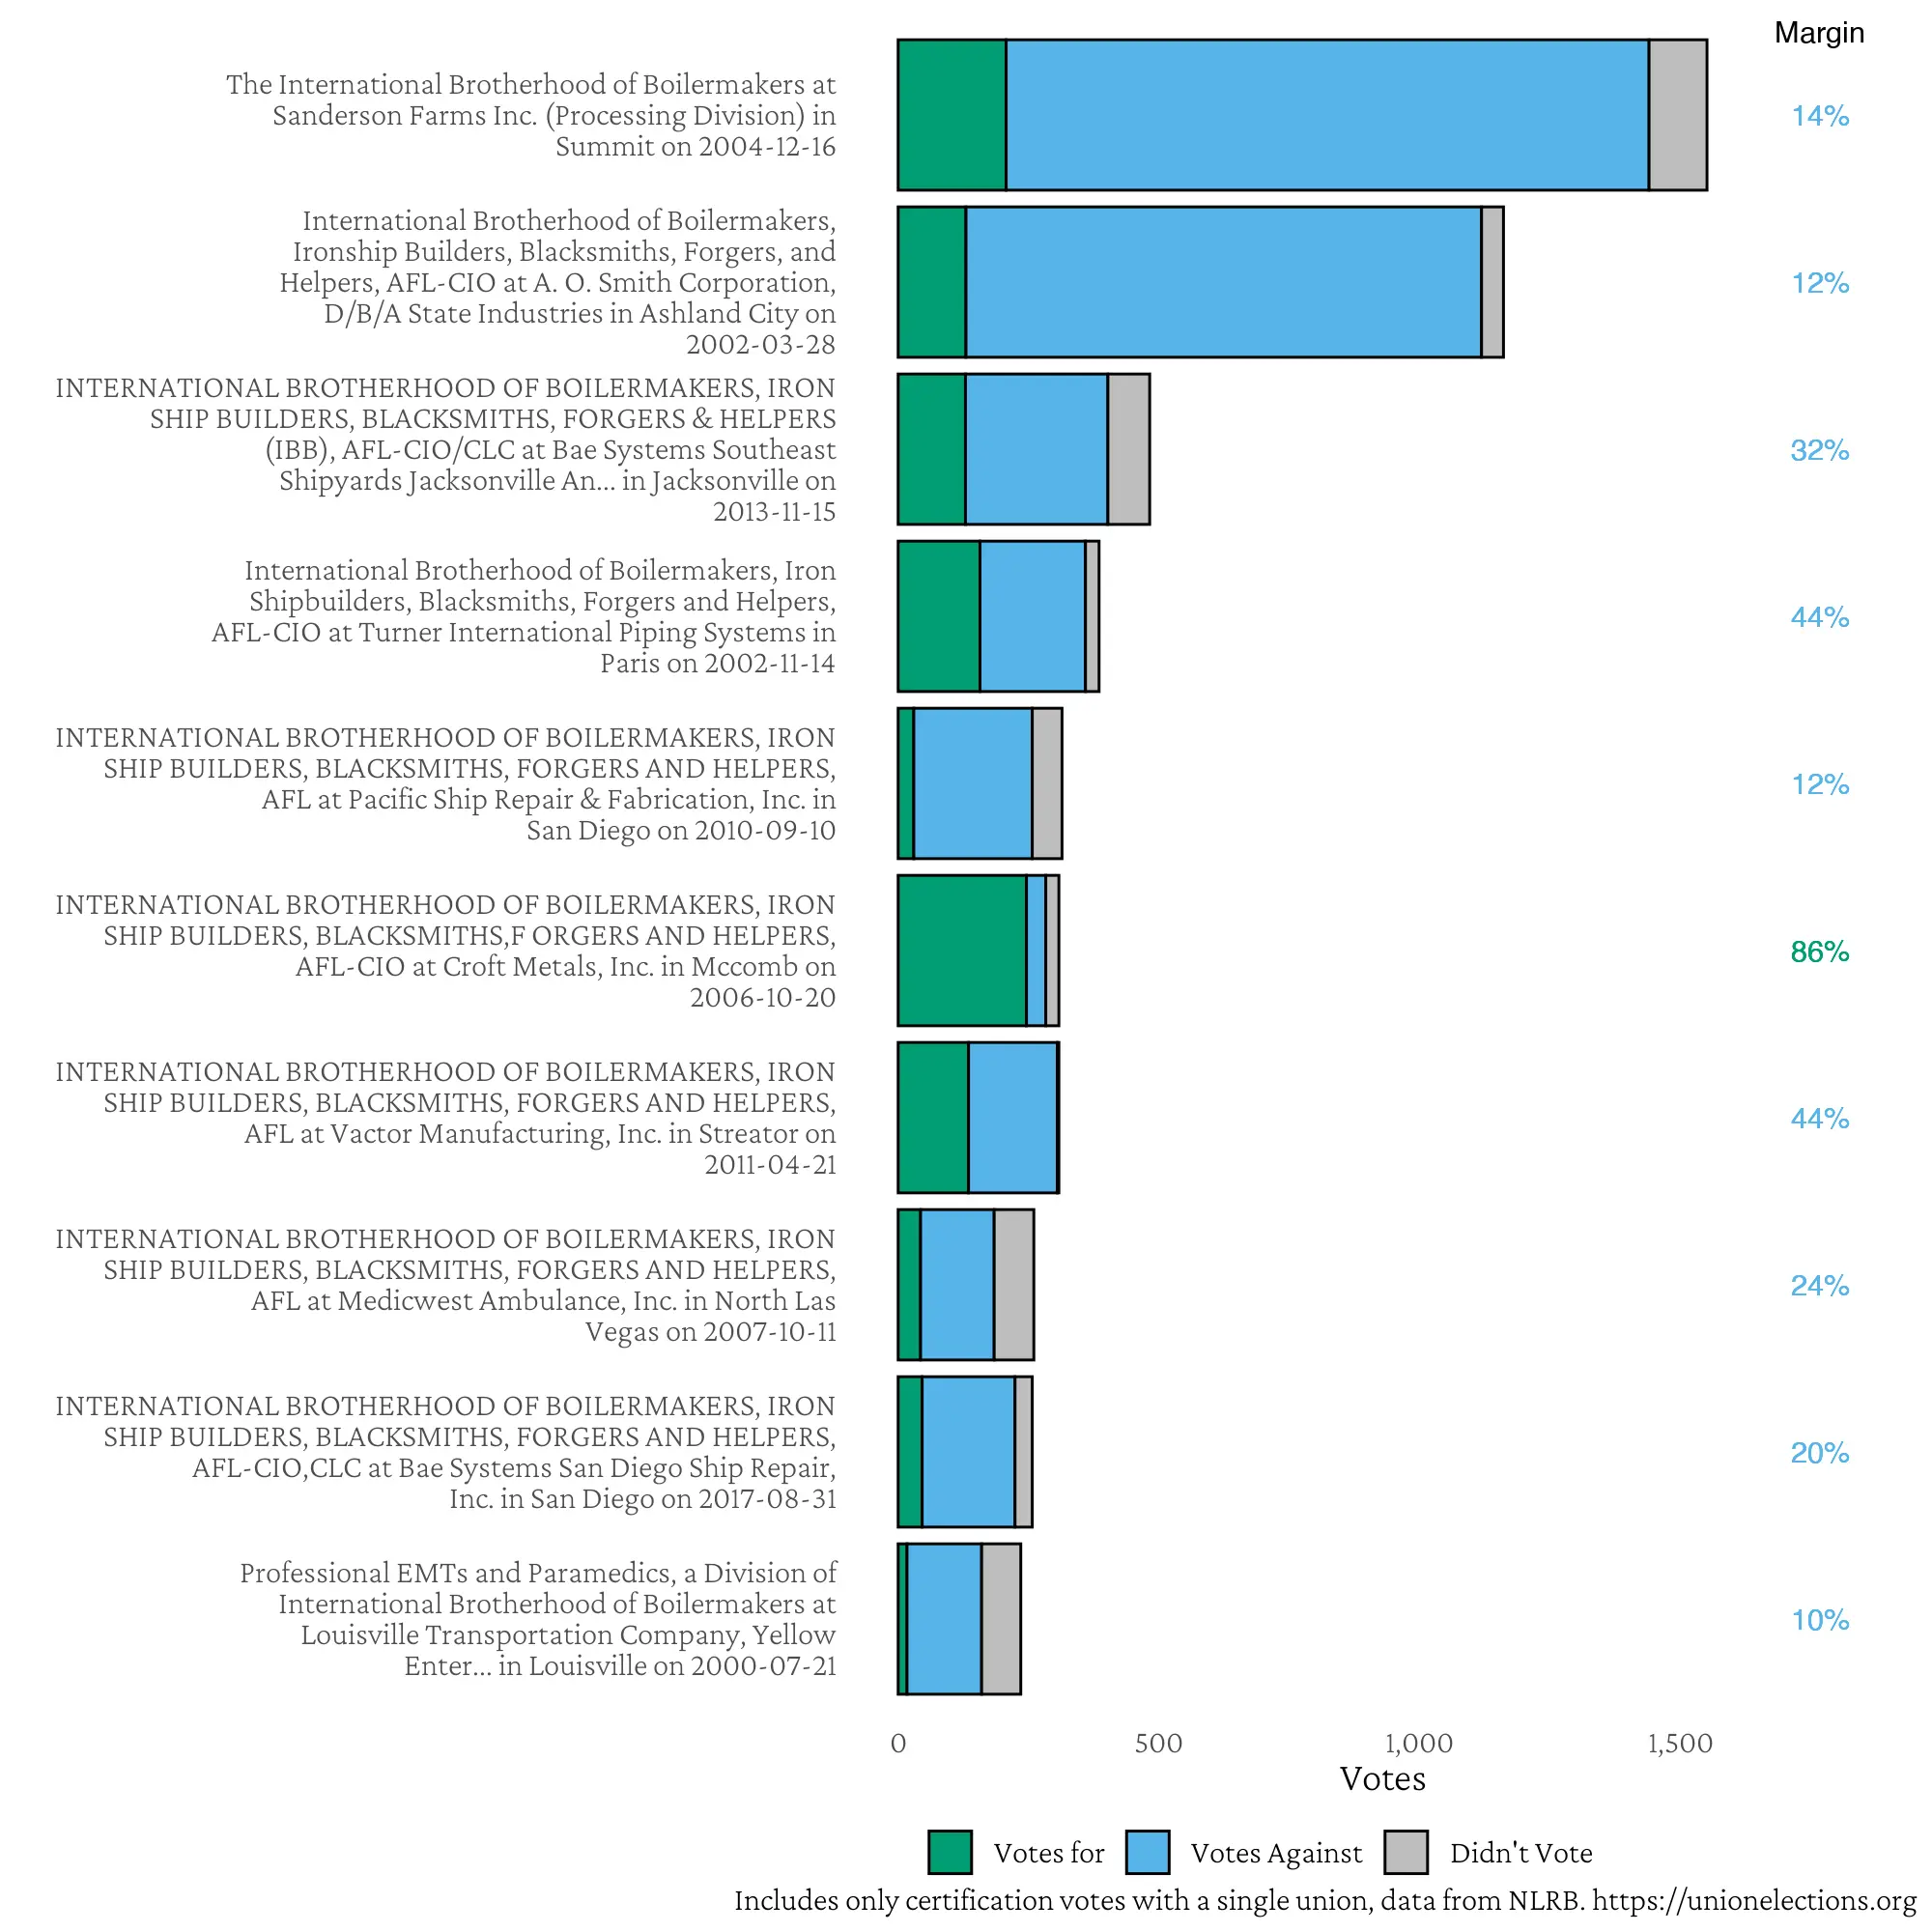 Margin
The International Brotherhood of Boilermakers at
Sanderson Farms Inc. (Processing Division) in
Summit on 2004-12-16
14%
International Brotherhood of Boilermakers,
Ironship Builders, Blacksmiths, Forgers, and
Helpers, AFL-CIO at A. O. Smith Corporation,
D/B/A State Industries in Ashland City on
2002-03-28
12%
INTERNATIONAL BROTHERHOOD OF BOILERMAKERS, IRON
SHIP BUILDERS, BLACKSMITHS, FORGERS & HELPERS
(IBB), AFL-CIO/CLC at Bae Systems Southeast
Shipyards Jacksonville An... in Jacksonville on
2013-11-15
32%
International Brotherhood of Boilermakers, Iron
Shipbuilders, Blacksmiths, Forgers and Helpers,
AFL-CIO at Turner International Piping Systems in
Paris on 2002-11-14
44%
INTERNATIONAL BROTHERHOOD OF BOILERMAKERS, IRON
SHIP BUILDERS, BLACKSMITHS, FORGERS AND HELPERS,
AFL at Pacific Ship Repair & Fabrication, Inc. in
San Diego on 2010-09-10
12%
INTERNATIONAL BROTHERHOOD OF BOILERMAKERS, IRON
SHIP BUILDERS, BLACKSMITHS,F ORGERS AND HELPERS,
AFL-CIO at Croft Metals, Inc. in Mccomb on
2006-10-20
86%
INTERNATIONAL BROTHERHOOD OF BOILERMAKERS, IRON
SHIP BUILDERS, BLACKSMITHS, FORGERS AND HELPERS,
AFL at Vactor Manufacturing, Inc. in Streator on
2011-04-21
44%
INTERNATIONAL BROTHERHOOD OF BOILERMAKERS, IRON
SHIP BUILDERS, BLACKSMITHS, FORGERS AND HELPERS,
AFL at Medicwest Ambulance, Inc. in North Las
Vegas on 2007-10-11
24%
INTERNATIONAL BROTHERHOOD OF BOILERMAKERS, IRON
SHIP BUILDERS, BLACKSMITHS, FORGERS AND HELPERS,
AFL-CIO,CLC at Bae Systems San Diego Ship Repair,
Inc. in San Diego on 2017-08-31
20%
Professional EMTs and Paramedics, a Division of
International Brotherhood of Boilermakers at
Louisville Transportation Company, Yellow
Enter... in Louisville on 2000-07-21
10%
0 500 1,000 1,500
Votes
Votes for Votes Against Didn't Vote
Includes only certification votes with a single union, data from NLRB. https://unionelections.org